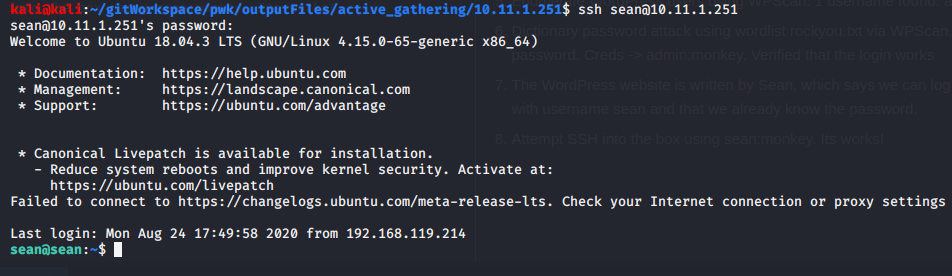 kali@kali:~/gitWorkspace/pwk/outputFiles/active_gathering/10.11.1.251$ ssh sean@10.11.1.251
sean@10.11.1.251's password:
Welcome to Ubuntu 18.04.3 LTS (GNU/Linux 4.15.0-65-generic x86_64)
* Documentation: https://help.ubuntu.com
* Management: https://landscape.canonical.com
* Support: https://ubuntu.com/advantage
* Canonical Livepatch is available for installation.
- Reduce system reboots and improve kernel security. Activate at:
https://ubuntu.com/livepatch
Failed to connect to https://changelogs.ubuntu.com/meta-release-lts. Check your Internet connection or proxy settings
Last login: Mon Aug 24 17:49:58 2020 from 192.168.119.214
sean@sean:~$
password attack using wordlist rockyou.txt via WPScan
password. Creds -> admin:monkey. Verified that the login works
7. The WordPress website is written by Sean, which says we can log
with username sean and that we already know the password
8. Attempt SSH into the box using sean:monkey. Its works!